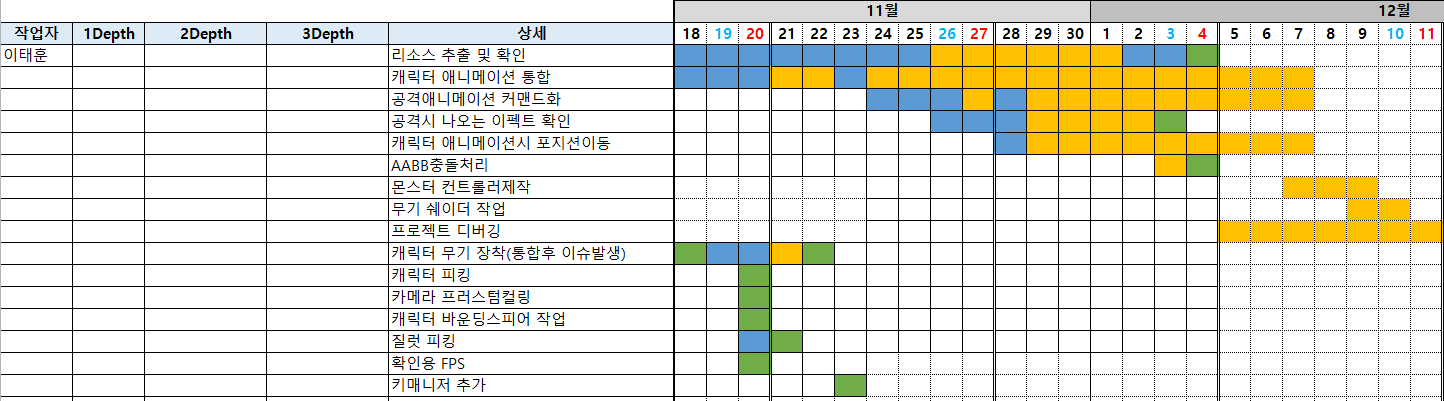 11월 12월
작업자 1Depth 2Depth 3Depth 상세 18 19 20 21 22 23 24 25 26 27 28 29 30 1 2 3 4 5 6 7 8 9 10 11
이태훈 리소스 추출 및 확인
캐릭터 애니메이션 통합
공격애니메이션 커맨드화
공격시 나오는 이펙트 확인
캐릭터 애니메이션시 포지션이동
AABB충돌처리
몬스터 컨트롤러제작
무기 쉐이더 작업
프로젝트 디버깅
캐릭터 무기 장착(통합후 이슈발생)
캐릭터 피킹
카메라 프러스텀컬링
캐릭터 바운딩스피어 작업
질럿 피킹
확인용 FPS
키매니저 추가